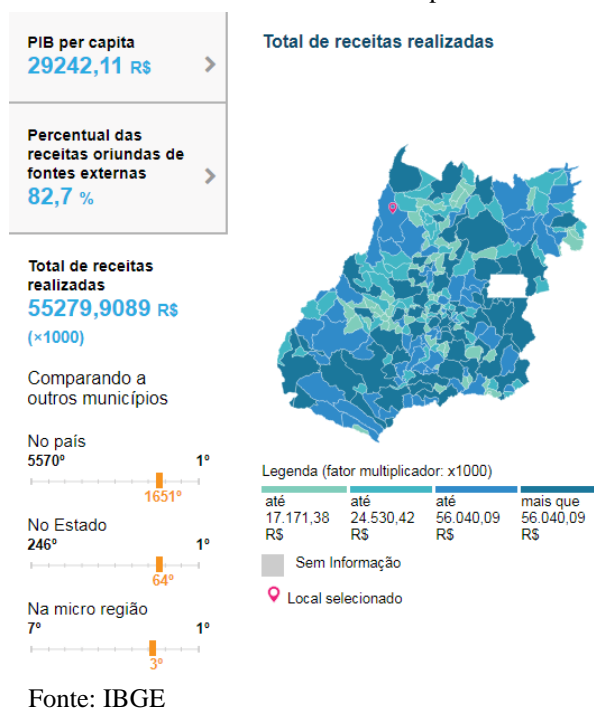 PIB per capita
29242,11 R$
Percentual das
receitas oriundas de
fontes externas
82,7 %
Total de receitas
realizadas
55279,9089 R$
(×1000)
Comparando a
outros municípios
No país
5570º 1º
1651º
No Estado
246º 1º
64º
Na micro região
7º 1º
3º
Total de receitas realizadas
Legenda (fator multiplicador: x1000)
até até até mais que
17.171,38 24.530,42 56.040,09 56.040,09
R$ R$ R$ R$
Sem Informação
Local selecionado
Fonte: IBGE